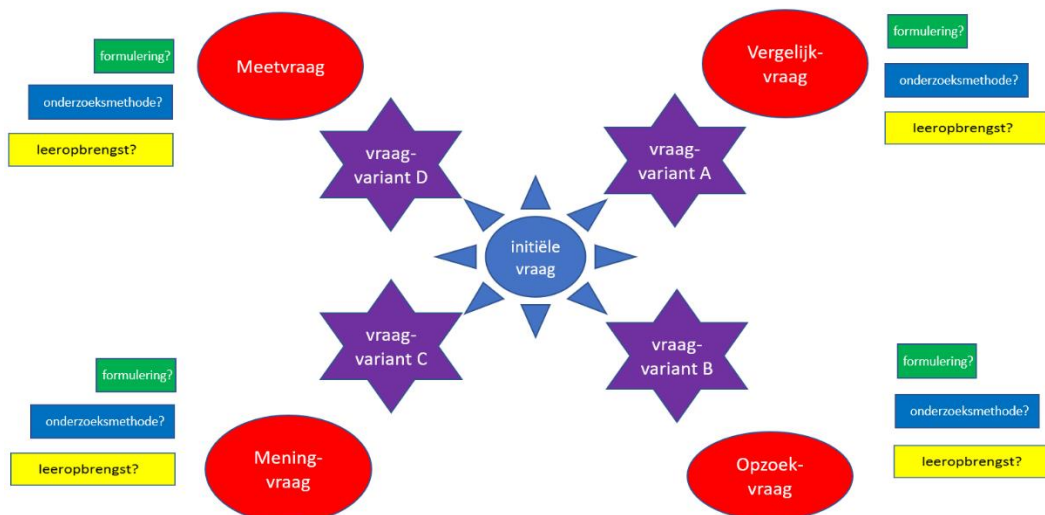 formulering?
onderzoeksmethode?
leeropbrengst?
Meetvraag
Vergelijk-
vraag
formulering?
onderzoeksmethode?
leeropbrengst?
vraag-
variant D
vraag-
variant A
initiële
vraag
vraag-
variant C
vraag-
variant B
formulering?
onderzoeksmethode?
leeropbrengst?
Mening-
vraag
Opzoek-
vraag
formulering?
onderzoeksmethode?
leeropbrengst?